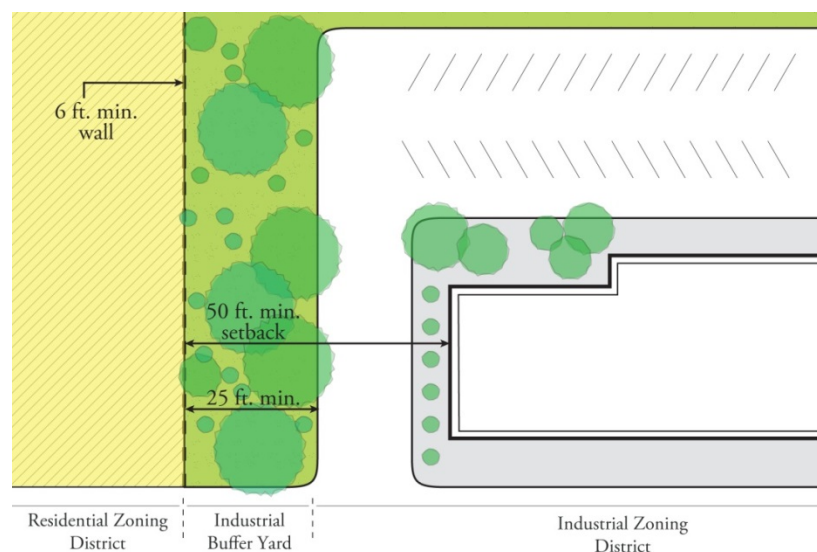 6 ft. min.
wall
50 ft. min.
setback
25 ft. min.
Residential Zoning
District
Industrial
Buffer Yard
Industrial Zoning
District